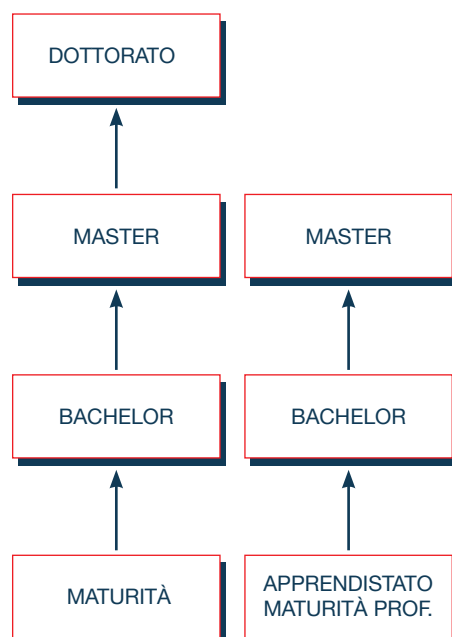 DOTTORATO
MASTER
MASTER
BACHELOR
BACHELOR
MATURITÀ
APPRENDISTATO
MATURITÀ PROF.